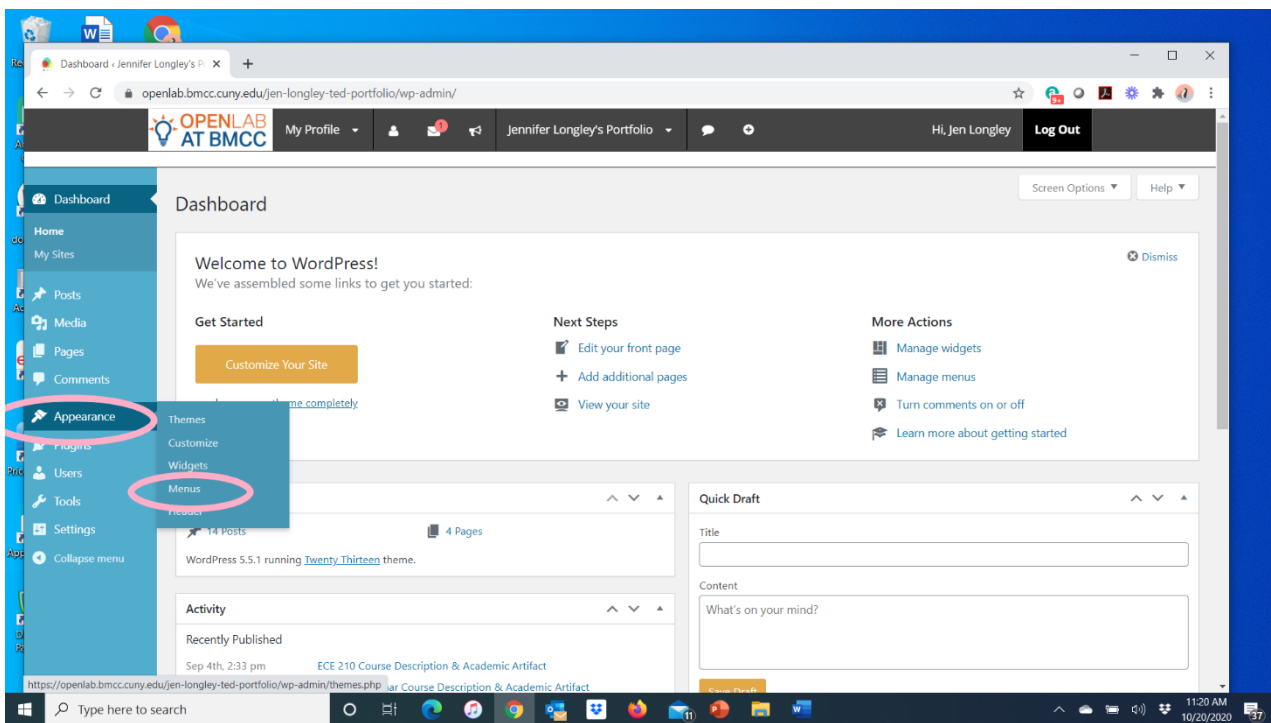 Dashboard ‹ Jennifer Longley's P
openlab.bmcc.cuny.edu/jen-longley-ted-portfolio/wp-admin/
9+
OPENLAB
AT BMCC
My Profile
1
Jennifer Longley's Portfolio
Hi, Jen Longley
Log Out
Screen Options
Help
Dashboard
Home
My Sites
Posts
Media
Pages
Comments
Appearance
Plugins
Users
Tools
Settings
Collapse menu
Themes
Customize
Widgets
Menus
Header
Dashboard
Welcome to WordPress!
Dismiss
We've assembled some links to get you started:
Get Started
Customize Your Site
completely
Next Steps
Edit your front page
Add additional pages
View your site
More Actions
Manage widgets
Manage menus
Turn comments on or off
Learn more about getting started
14 Posts
4 Pages
WordPress 5.5.1 running Twenty Thirteen theme.
Activity
Recently Published
Sep 4th, 2:33 pm
ECE 210 Course Description & Academic Artifact
Course Description & Academic Artifact
Quick Draft
Title
Content
What's on your mind?
Save Draft
https://openlab.bmcc.cuny.edu/jen-longley-ted-portfolio/wp-admin/themes.php
Type here to search
11
11:20 AM
10/20/2020
37